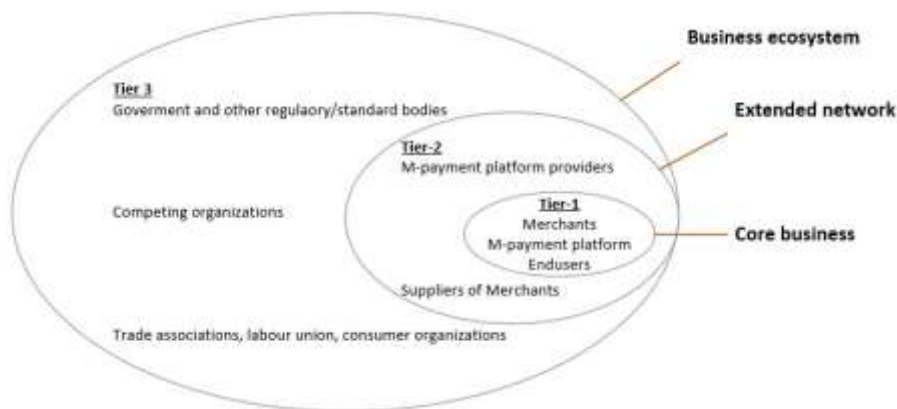 Business ecosystem
Tier 3
Goverment and other regulaory/standard bodies
Extended network
Tier-2
M-payment platform providers
Tier-1
Competing organizations
Merchants
M-payment platform
Core business
Endusers
Suppliers of Merchants
Trade associations, labour union, consumer organizations